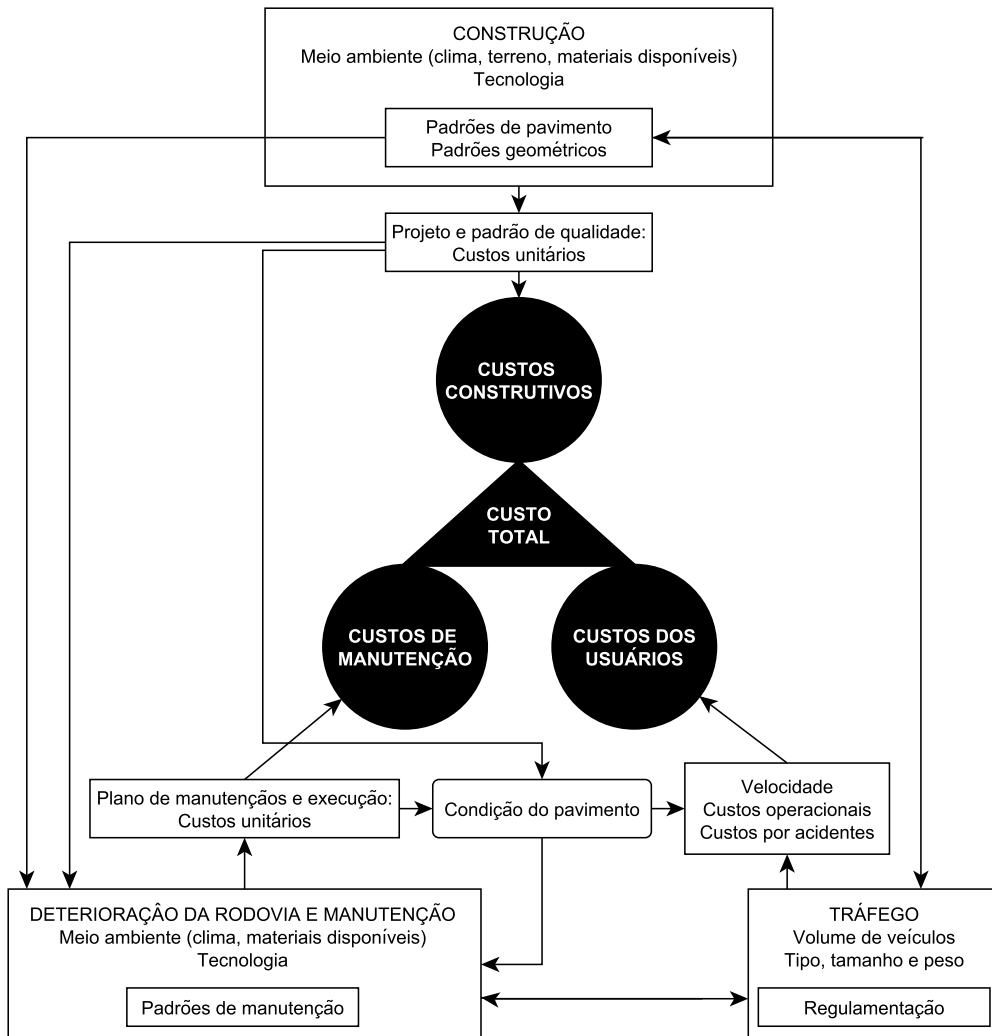 CONSTRUÇÃO
Meio ambiente (clima, terreno, materiais disponíveis)
Tecnologia
Padrões de pavimento
Padrões geométricos
Projeto e padrão de qualidade:
Custos unitários
CUSTOS
CONSTRUTIVOS
CUSTO
TOTAL
CUSTOS DE
MANUTENÇÃO
CUSTOS DOS
USUÁRIOS
Plano de manutençãos e execução:
Custos unitários
Condição do pavimento
Velocidade
Custos operacionais
Custos por acidentes
DETERIORAÇÂO DA RODOVIA E MANUTENÇÃO
Meio ambiente (clima, materiais disponíveis)
Tecnologia
Padrões de manutenção
TRÁFEGO
Volume de veículos
Tipo, tamanho e peso
Regulamentação